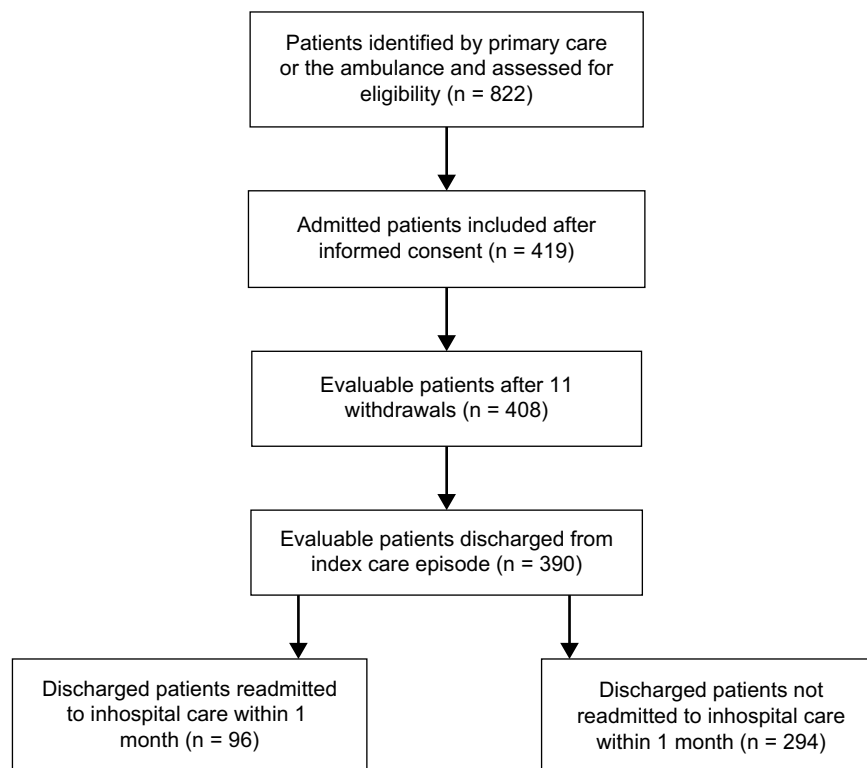 Patients identified by primary care
or the ambulance and assessed for
eligibility (n = 822)
Admitted patients included after
informed consent (n = 419)
Evaluable patients after 11
withdrawals (n = 408)
Evaluable patients discharged from
index care episode (n = 390)
Discharged patients readmitted
to inhospital care within 1
month (n = 96)
Discharged patients not
readmitted to inhospital care
within 1 month (n = 294)